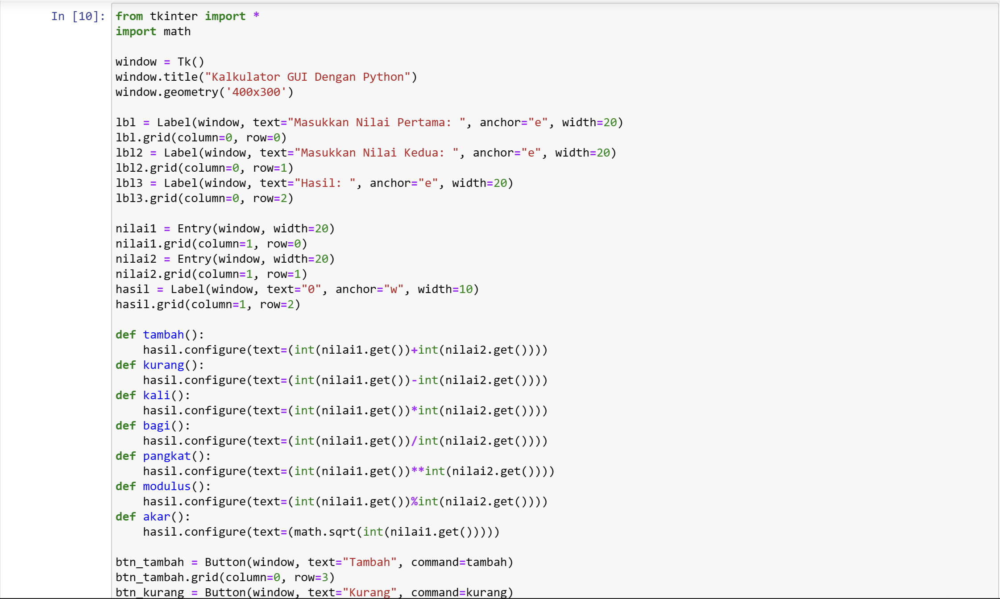 In [10]:
from tkinter import *
import math

window = Tk()
window.title("Kalkulator GUI Dengan Python")
window.geometry('400x300')

lbl = Label(window, text="Masukkan Nilai Pertama: ", anchor="e", width=20)
lbl.grid(column=0, row=0)
lbl2 = Label(window, text="Masukkan Nilai Kedua: ", anchor="e", width=20)
lbl2.grid(column=0, row=1)
lbl3 = Label(window, text="Hasil: ", anchor="e", width=20)
lbl3.grid(column=0, row=2)

nilai1 = Entry(window, width=20)
nilai1.grid(column=1, row=0)
nilai2 = Entry(window, width=20)
nilai2.grid(column=1, row=1)
hasil = Label(window, text="0", anchor="w", width=10)
hasil.grid(column=1, row=2)

def tambah():
    hasil.configure(text=(int(nilai1.get())+int(nilai2.get())))
def kurang():
    hasil.configure(text=(int(nilai1.get())-int(nilai2.get())))
def kali():
    hasil.configure(text=(int(nilai1.get())*int(nilai2.get())))
def bagi():
    hasil.configure(text=(int(nilai1.get())/int(nilai2.get())))
def pangkat():
    hasil.configure(text=(int(nilai1.get())**int(nilai2.get())))
def modulus():
    hasil.configure(text=(int(nilai1.get())%int(nilai2.get())))
def akar():
    hasil.configure(text=(math.sqrt(int(nilai1.get()))))

btn_tambah = Button(window, text="Tambah", command=tambah)
btn_tambah.grid(column=0, row=3)
btn_kurang = Button(window, text="Kurang", command=kurang)